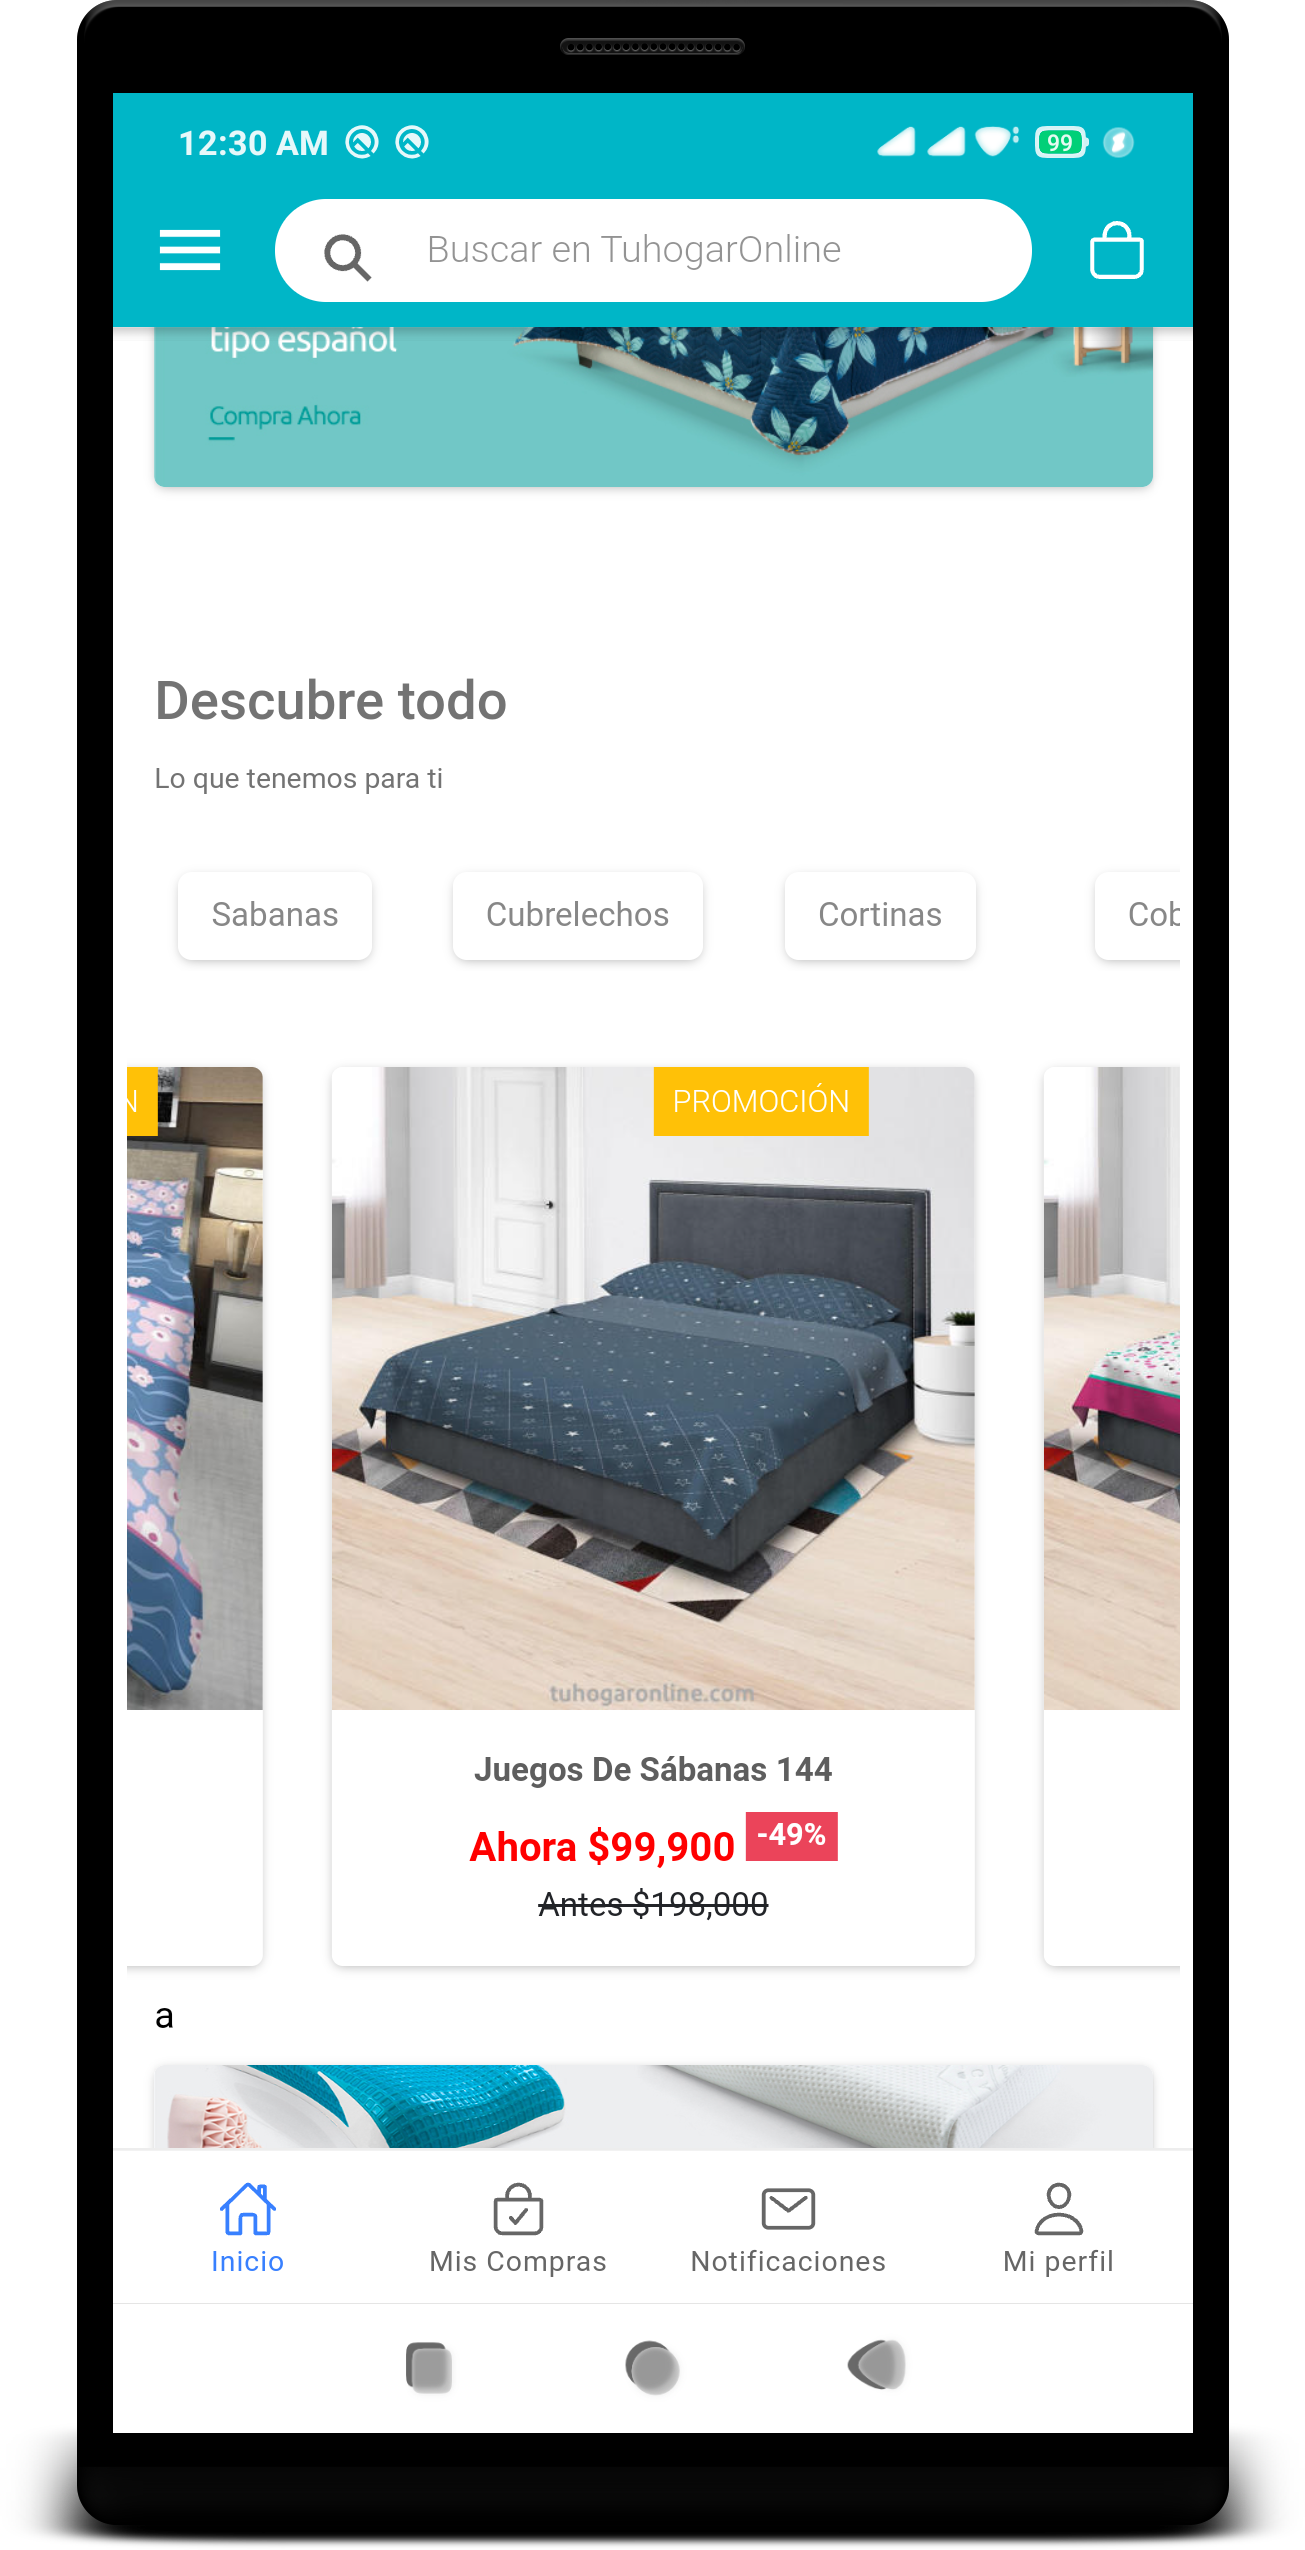 12:30 AM
99
Buscar en TuhogarOnline
tipo español
Compra Ahora
Descubre todo
Lo que tenemos para ti
Sabanas Cubrelechos Cortinas
PROMOCIÓN
tuhogaronline.com
Juegos De Sábanas 144
Ahora $99,900 -49%
Antes $198,000
a
Inicio Mis Compras Notificaciones Mi perfil